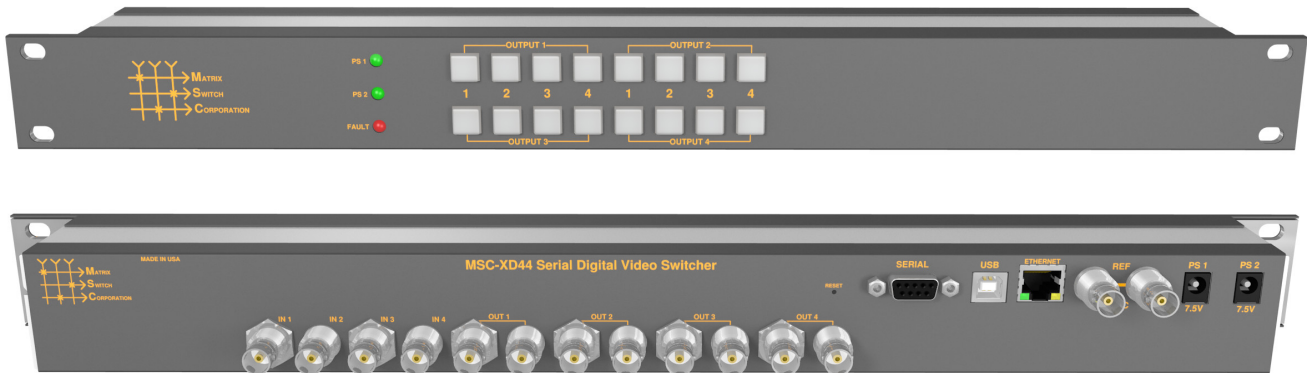 OUTPUT 1 OUTPUT 2
PS 1
MATRIX
SWITCH
PS 2
1 2 3 4 1 2 3 4
CORPORATION
FAULT
OUTPUT 3 OUTPUT 4
MADE IN USA
MSC-XD44 Serial Digital Video Switcher
SERIAL USB ETHERNET REF PS 1 PS 2
MATRIX
SWITCH
CORPORATION
RESET
7.5V 7.5V
IN 1 IN 2 IN 3 IN 4 OUT 1 OUT 2 OUT 3 OUT 4